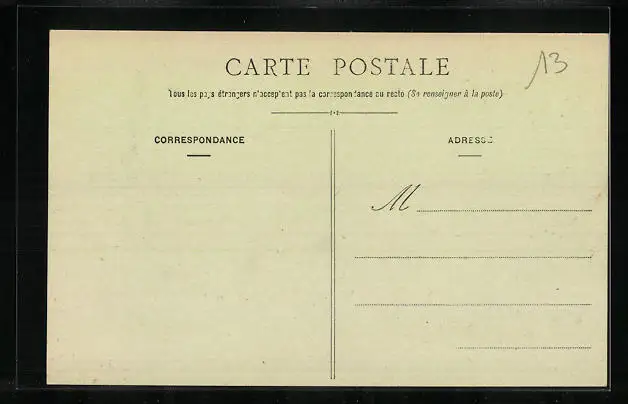 CARTE POSTALE
13
Tous les pays étrangers n'acceptent pas la correspondance au recto (Se renseigner à la poste)
CORRESPONDANCE
ADRESSE
M